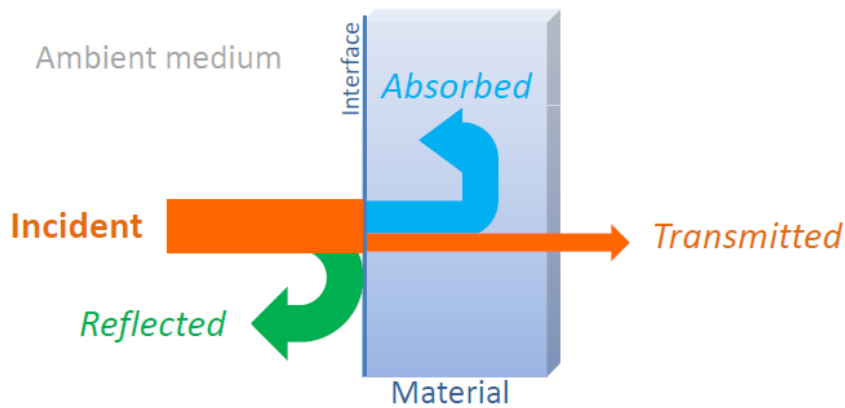 Ambient medium
Interface
Absorbed
Incident
Transmitted
Reflected
Material